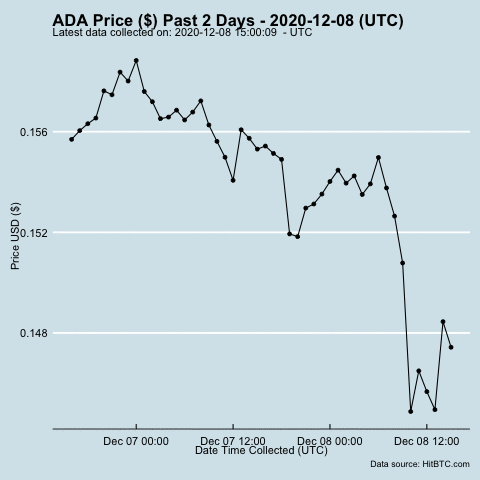 ADA Price ($) Past 2 Days - 2020-12-08 (UTC)
Latest data collected on: 2020-12-08 15:00:09 - UTC
Price USD ($)
0.156
0.152
0.148
Dec 07 00:00 Dec 07 12:00 Dec 08 00:00 Dec 08 12:00
Date Time Collected (UTC)
Data source: HitBTC.com